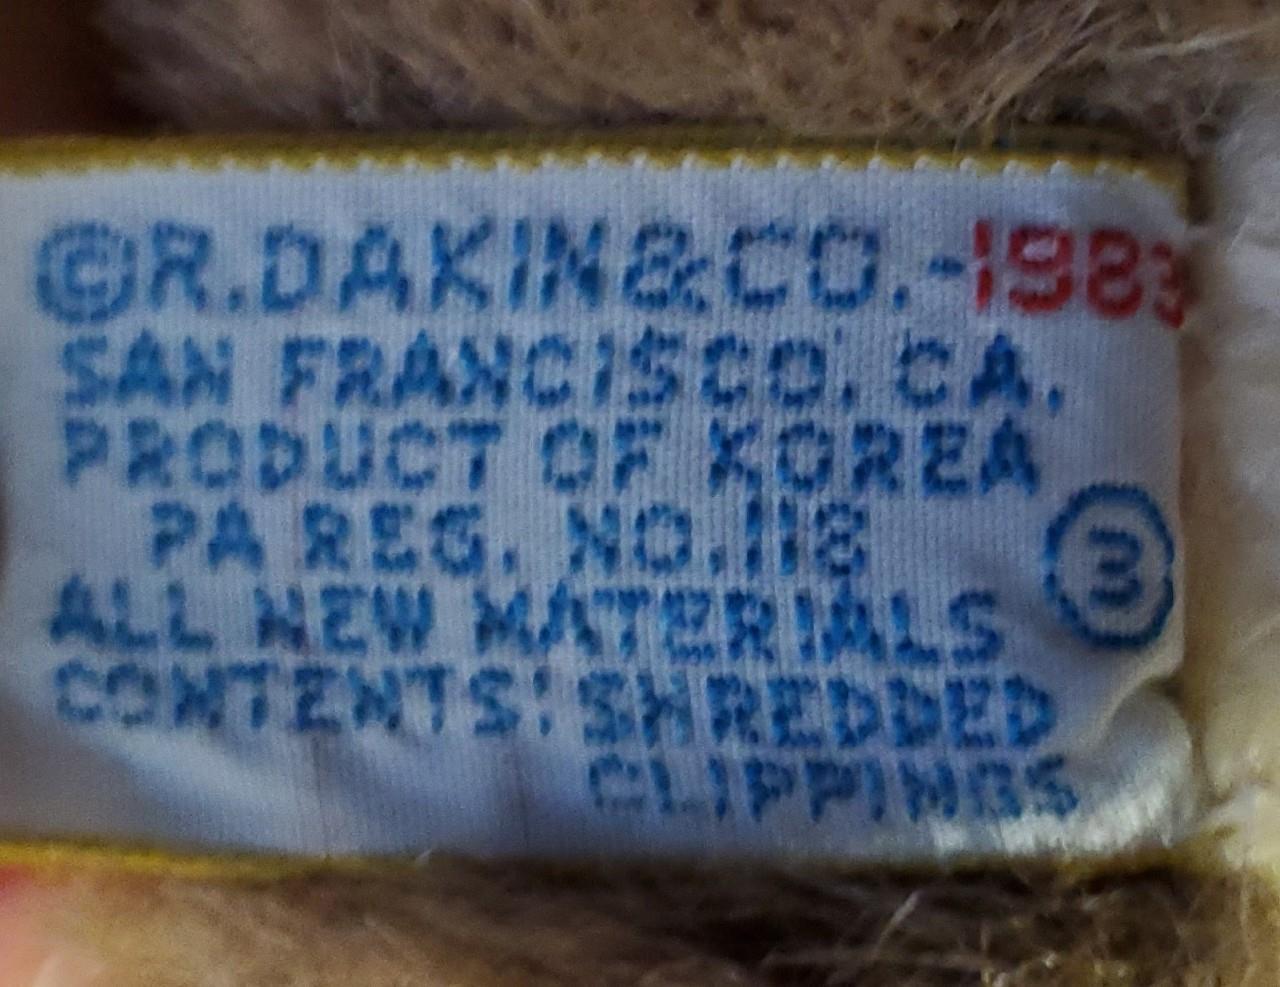 ©R.DAKIN&CO.-1983
SAN FRANCISCO, CA.
PRODUCT OF KOREA
PA REG. NO.118
3
ALL NEW MATERIALS
CONTENTS: SHREDDED
CLIPPINGS